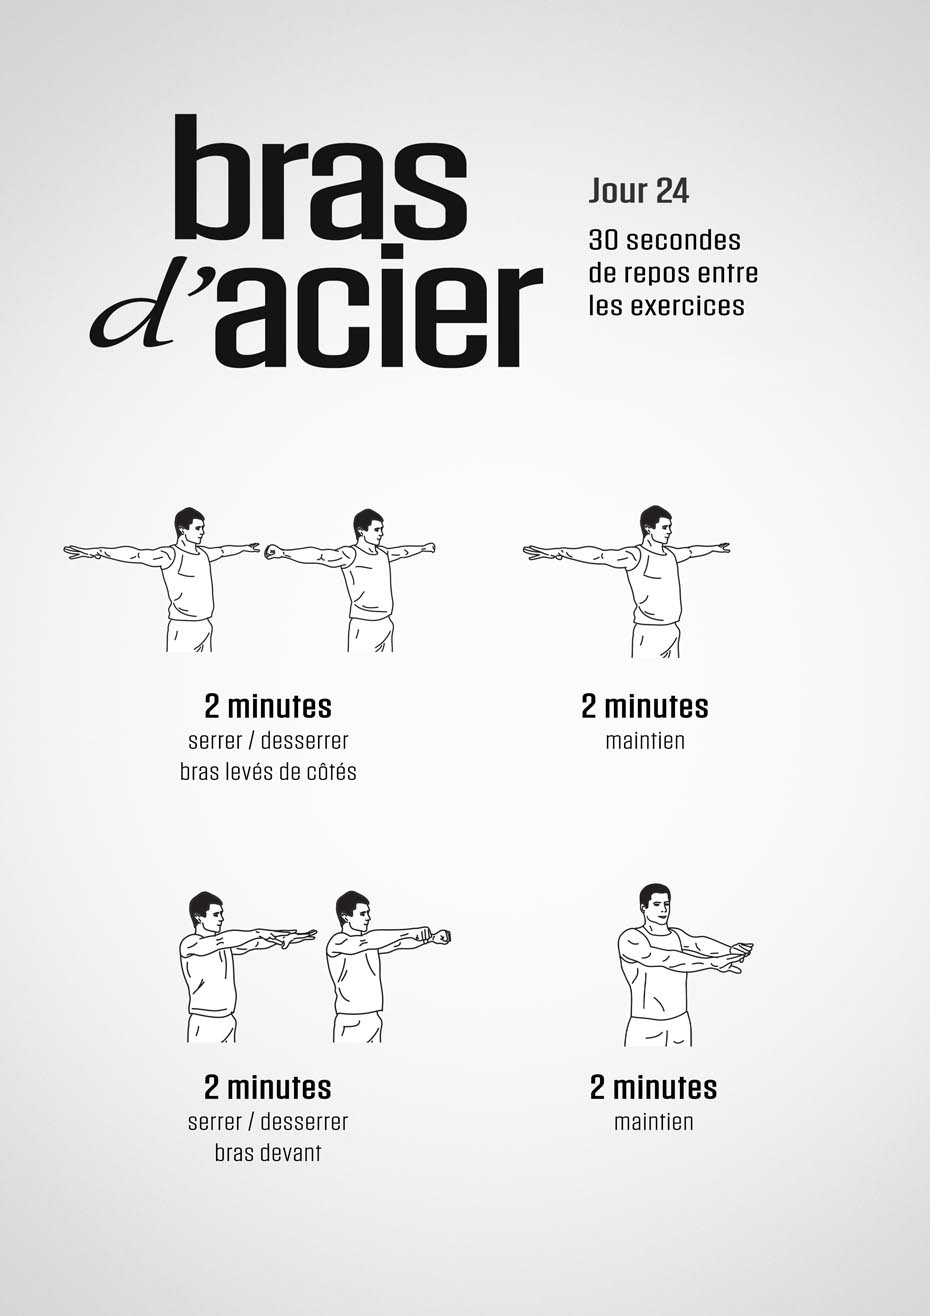 bras
d'acier
Jour 24
30 secondes
de repos entre
les exercices
2 minutes
serrer / desserrer
bras levés de côtés
2 minutes
maintien
2 minutes
serrer / desserrer
bras devant
2 minutes
maintien